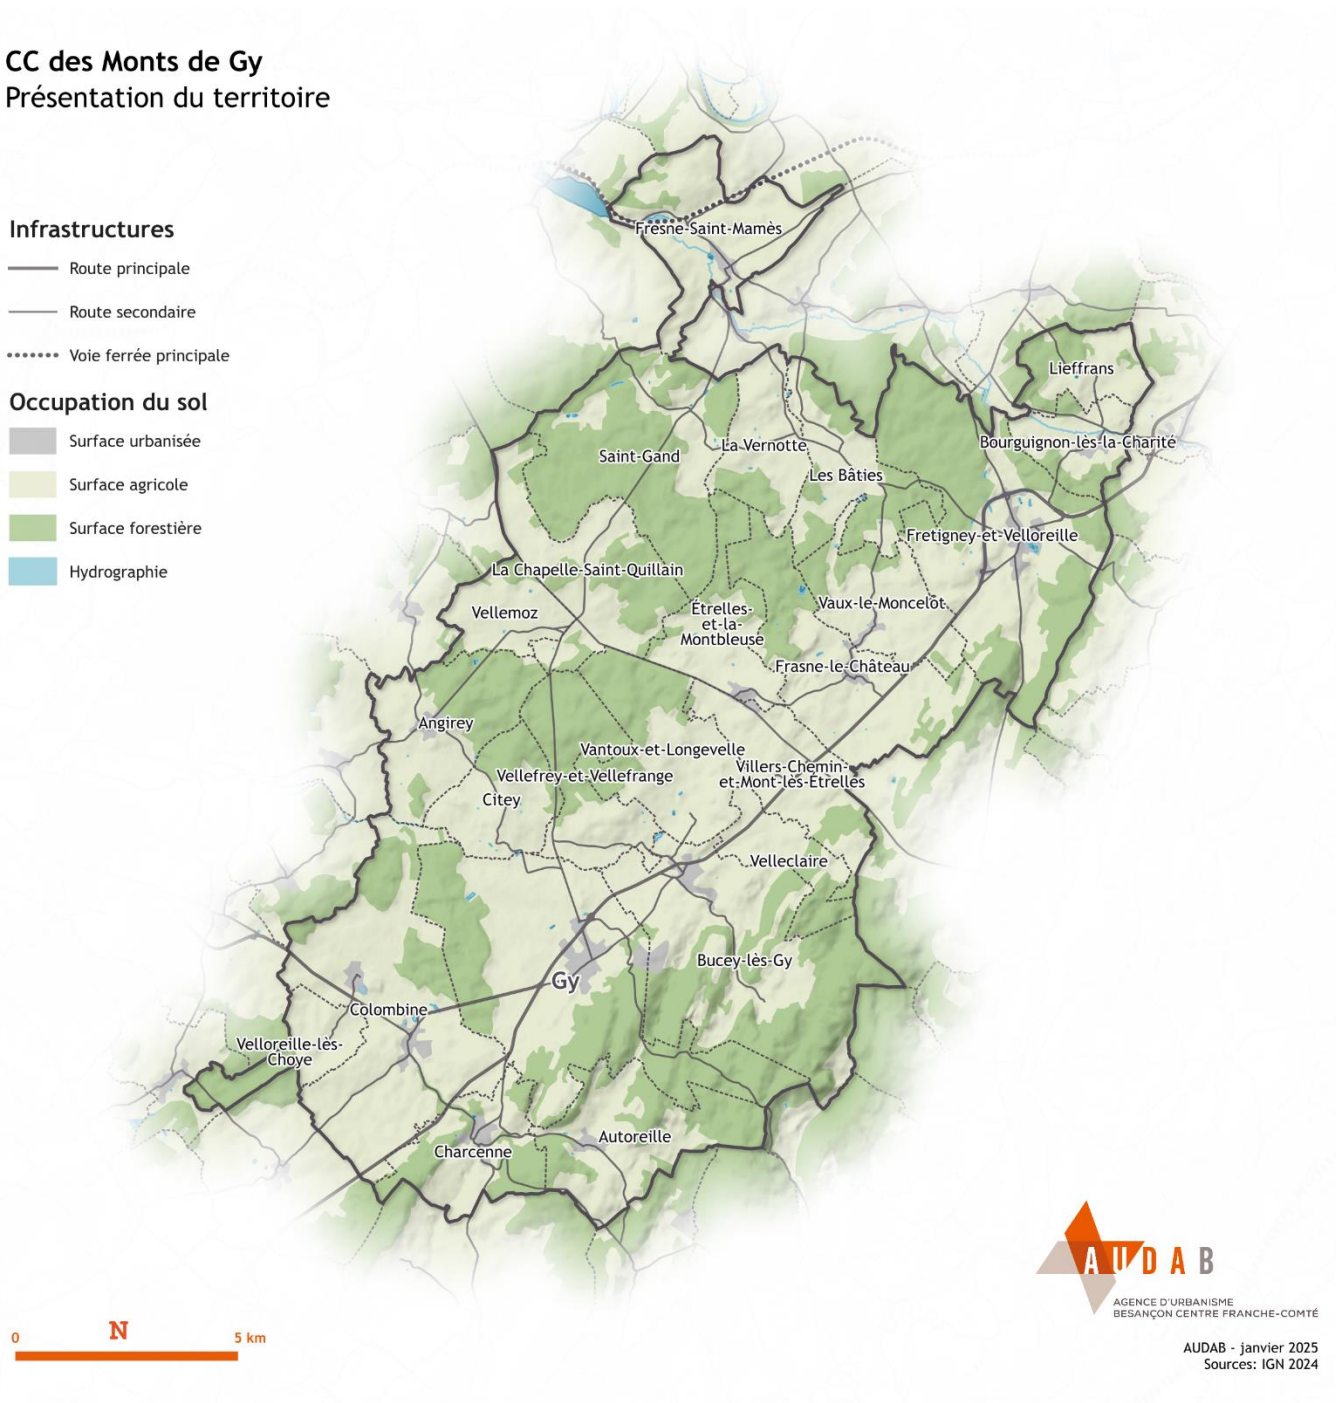 CC des Monts de Gy
Présentation du territoire
Infrastructures
Route principale
Route secondaire
Voie ferrée principale
Occupation du sol
Surface urbanisée
Surface agricole
Surface forestière
Hydrographie
Fresne-Saint-Mamès
Lieffrans
Bourguignon-lès-la-Charité
La Vernotte
Saint-Gand
Les Bâties
Fretigney-et-Velloreille
La Chapelle-Saint-Quillain
Vellemoz
Étrelles-
et-la-
Montbleuse
Vaux-le-Moncelot
Frasne-le-Château
Angirey
Vantoux-et-Longevelle
Villers-Chemin-
et-Mont-lès-Étrelles
Vellefrey-et-Vellefrange
Citey
Velleclaire
Bucey-lès-Gy
Gy
Colombine
Velloreille-lès-
Choye
Autoreille
Charcenne
0
N
5 km
AUDAB
AGENCE D'URBANISME
BESANÇON CENTRE FRANCHE-COMTÉ
AUDAB - janvier 2025
Sources: IGN 2024